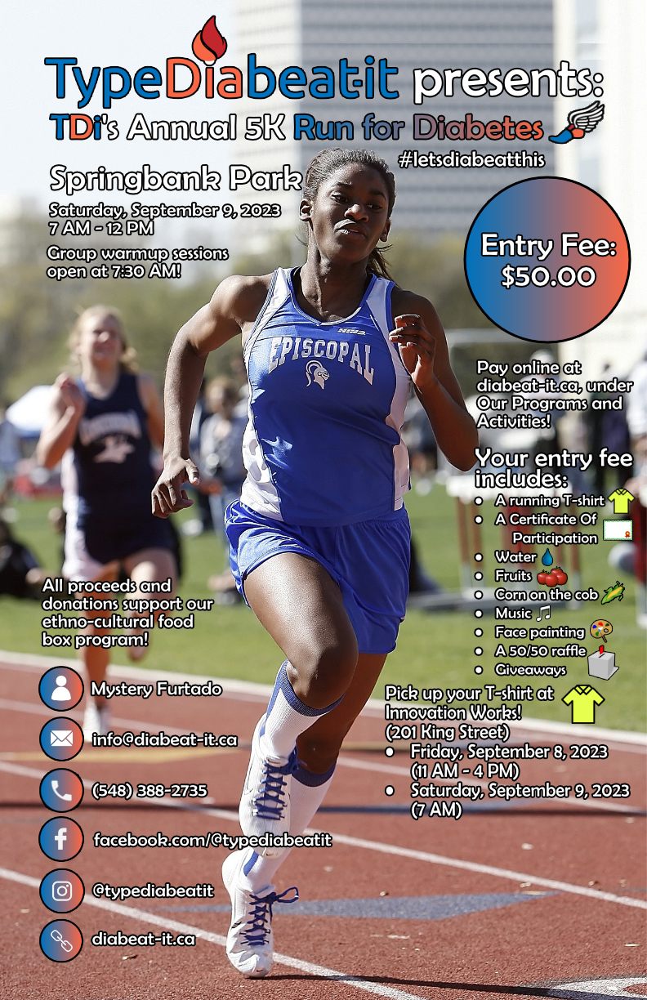 TypeDiabeat-it presents:
TDi's Annual 5K Run for Diabetes
#letsdiabeatthis
Springbank Park
Saturday, September 9, 2023
7 AM - 12 PM
Group warmup sessions
open at 7:30 AM!
Entry Fee:
$50.00
EPISCOPAL
Pay online at
diabeat-it.ca, under
Our Programs and
Activities!
Your entry fee
includes:
• A running T-shirt
• A Certificate Of
Participation
• Water
• Fruits
• Corn on the cob
• Music
• Face painting
• A 50/50 raffle
• Giveaways
Pick up your T-shirt at
Innovation Works!
(201 King Street)
• Friday, September 8, 2023
(11 AM - 4 PM)
• Saturday, September 9, 2023
(7 AM)
All proceeds and
donations support our
ethno-cultural food
box program!
Mystery Furtado
info@diabeat-it.ca
(548) 388-2735
facebook.com/@typediabeatit
@typediabeatit
diabeat-it.ca